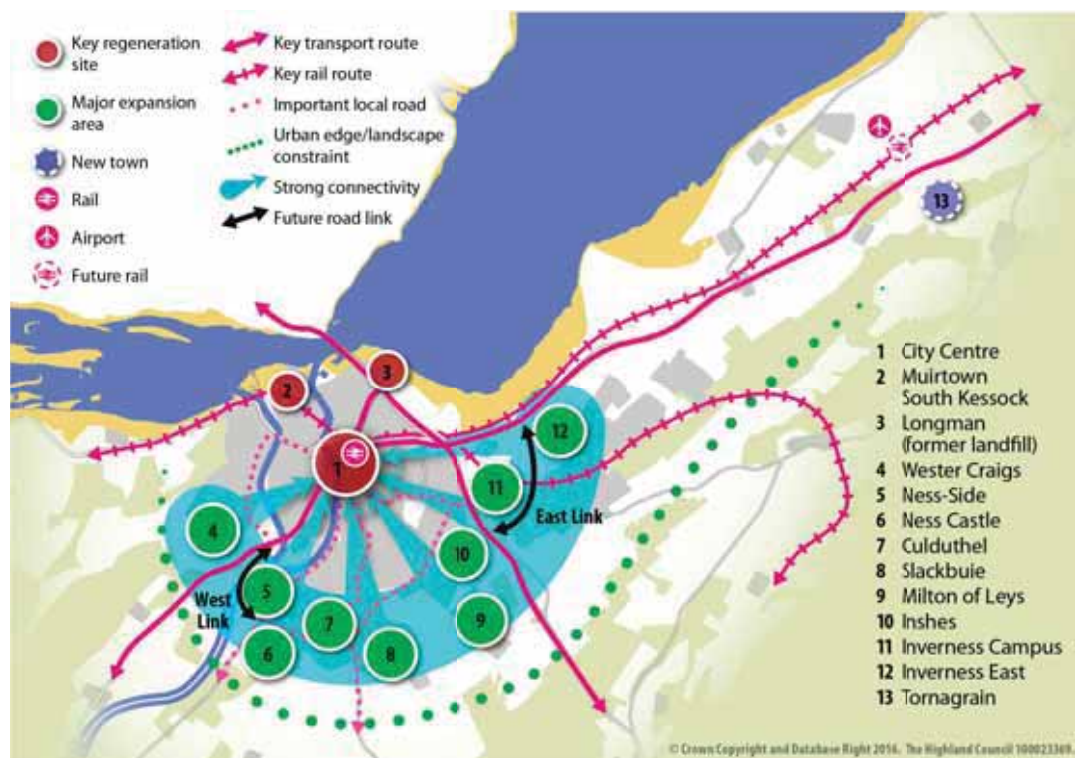 Key regeneration
site
Major expansion
area
New town
Rail
Airport
Future rail
Key transport route
Key rail route
Important local road
Urban edge/landscape
constraint
Strong connectivity
Future road link
13
2
3
1
12
11
East Link
4
10
West
Link
5
7
9
6
8
1 City Centre
2 Muirtown
South Kessock
3 Longman
(former landfill)
4 Wester Craigs
5 Ness-Side
6 Ness Castle
7 Culduthel
8 Slackbuie
9 Milton of Leys
10 Inshes
11 Inverness Campus
12 Inverness East
13 Tornagrain
© Crown Copyright and Database Right 2016. The Highland Council 100023369.